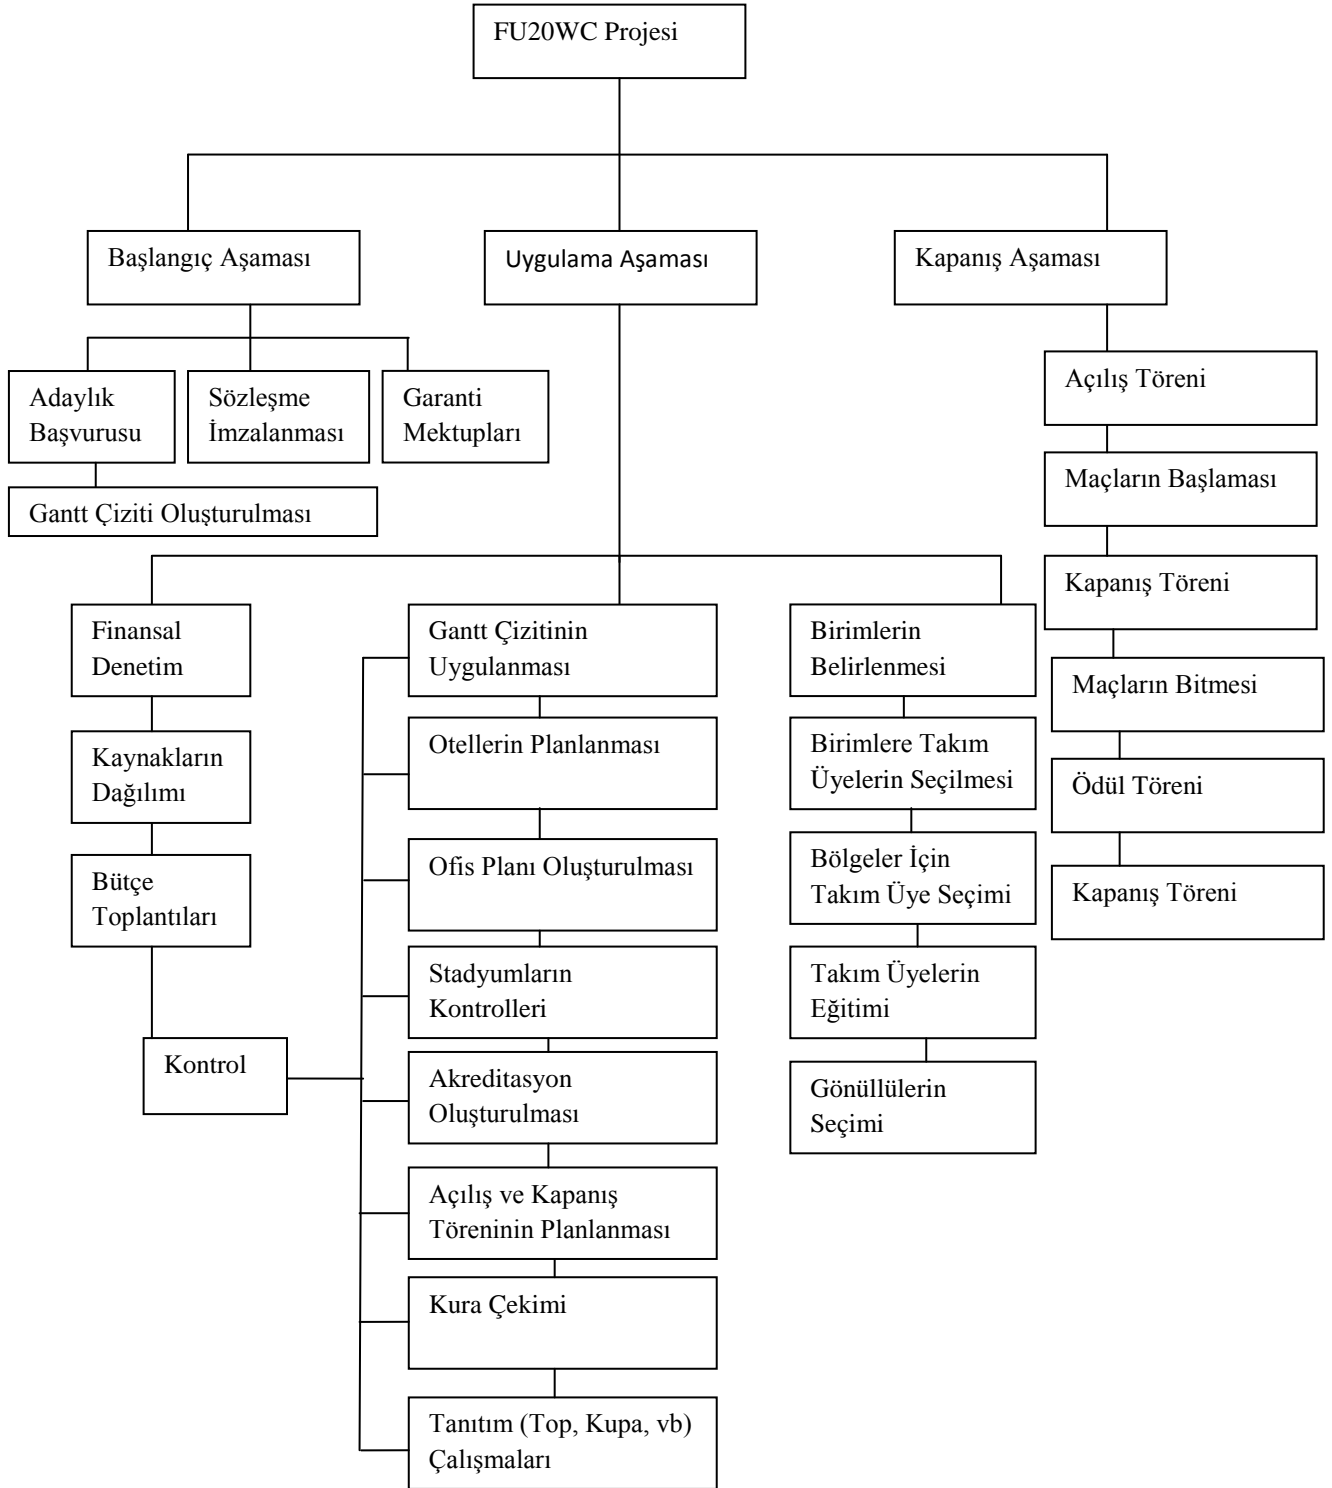 FU20WC Projesi
Başlangıç Aşaması
Uygulama Aşaması
Kapanış Aşaması
Adaylık
Başvurusu
Sözleşme
İmzalanması
Garanti
Mektupları
Gantt Çiziti Oluşturulması
Açılış Töreni
Maçların Başlaması
Kapanış Töreni
Maçların Bitmesi
Ödül Töreni
Kapanış Töreni
Finansal
Denetim
Kaynakların
Dağılımı
Bütçe
Toplantıları
Kontrol
Gantt Çizitinin
Uygulanması
Otellerin Planlanması
Ofis Planı Oluşturulması
Stadyumların
Kontrolleri
Akreditasyon
Oluşturulması
Açılış ve Kapanış
Töreninin Planlanması
Kura Çekimi
Tanıtım (Top, Kupa, vb)
Çalışmaları
Birimlerin
Belirlenmesi
Birimlere Takım
Üyelerin Seçilmesi
Bölgeler İçin
Takım Üye Seçimi
Takım Üyelerin
Eğitimi
Gönüllülerin
Seçimi